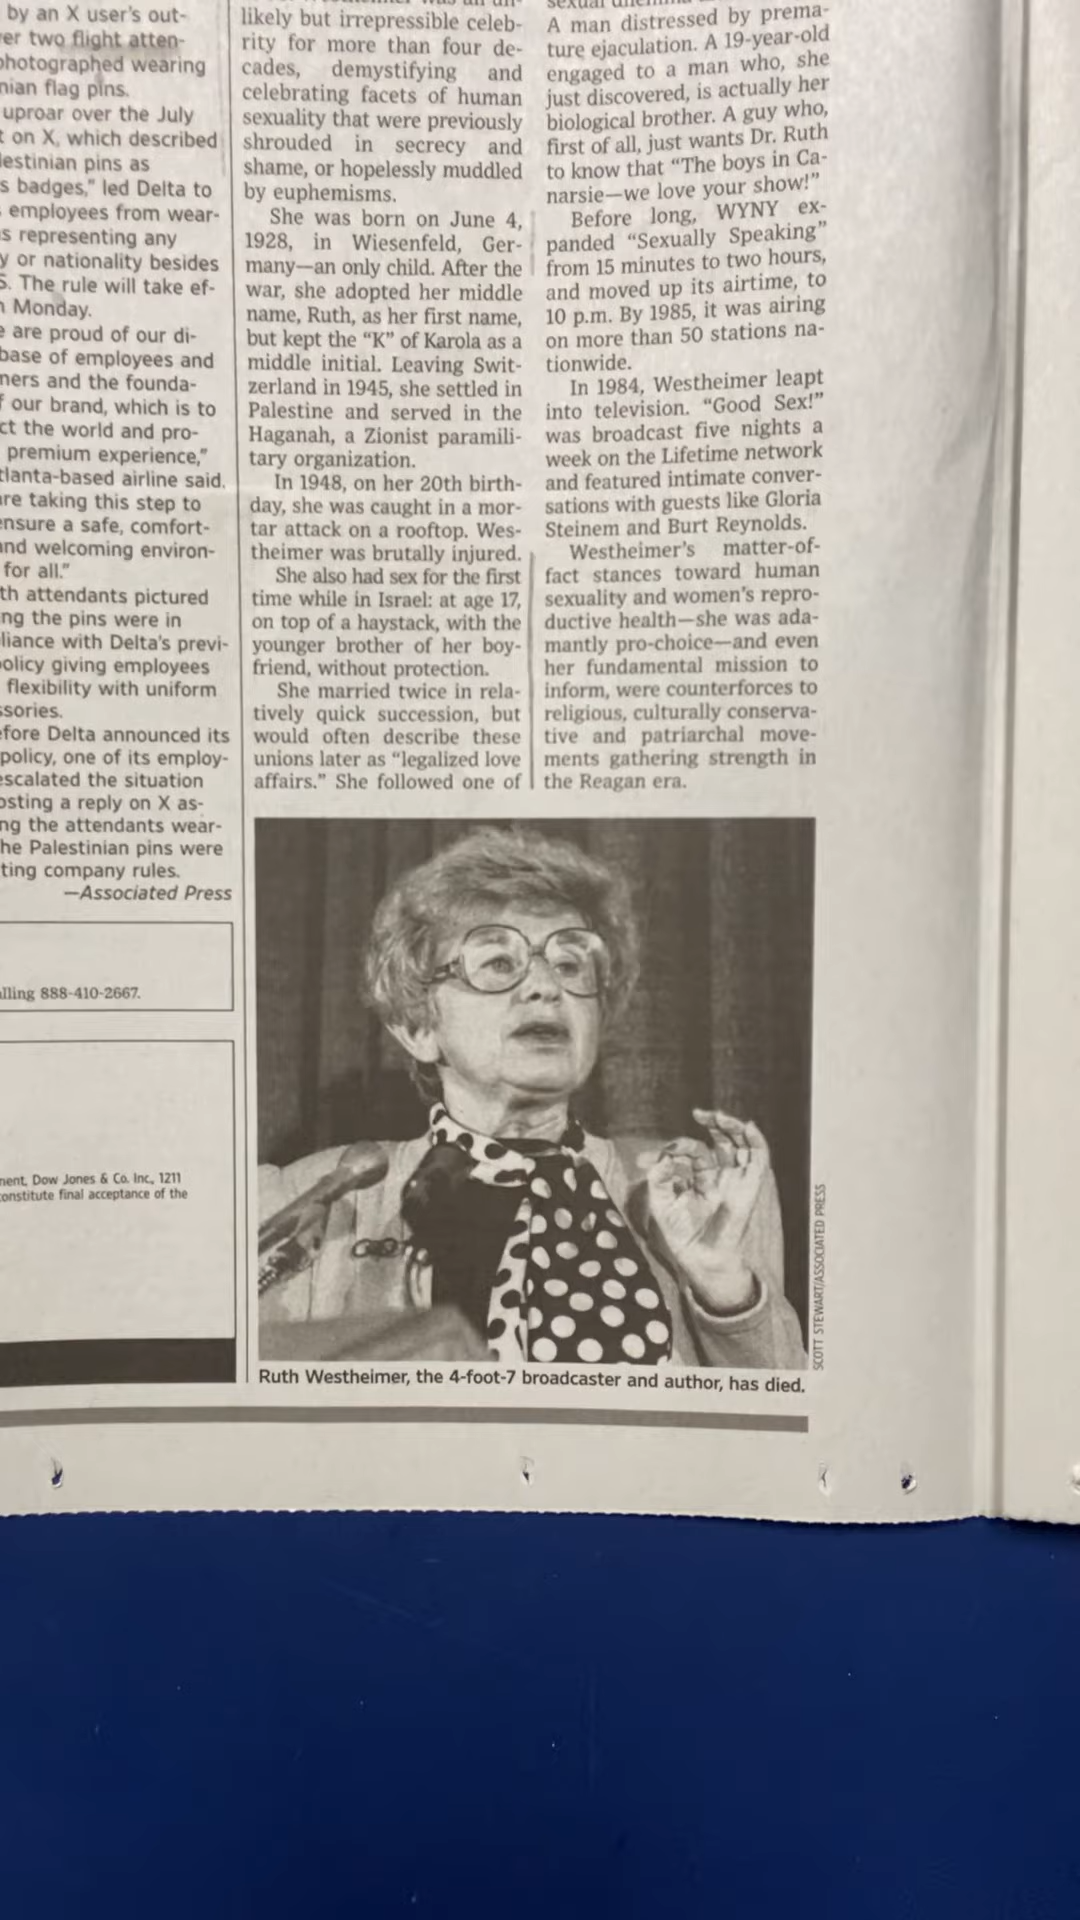 by an X user's out-
two flight atten-
photographed wearing
flag pins.
uproar over the July
on X, which described
pins as
badges," led Delta to
employees from wear-
representing any
or nationality besides
The rule will take ef-
Monday.
are proud of our di-
base of employees and
and the founda-
our brand, which is to
the world and pro-
premium experience,"
airline said.
taking this step to
ensure a safe, comfort-
and welcoming environ-
for all."
attendants pictured
the pins were in
with Delta's previ-
policy giving employees
flexibility with uniform
Delta announced its
policy, one of its employ-
escalated the situation
a reply on X as-
the attendants wear-
Palestinian pins were
company rules.
—Associated Press
888-410-2667.
Dow Jones & Co. Inc., 1211
constitute final acceptance of the
likely but irrepressible celeb-
rity for more than four de-
cades, demystifying and
celebrating facets of human
sexuality that were previously
shrouded in secrecy and
shame, or hopelessly muddled
by euphemisms.
She was born on June 4,
1928, in Wiesenfeld, Ger-
many—an only child. After the
war, she adopted her middle
name, Ruth, as her first name,
but kept the "K" of Karola as a
middle initial. Leaving Swit-
zerland in 1945, she settled in
Palestine and served in the
Haganah, a Zionist paramili-
tary organization.
In 1948, on her 20th birth-
day, she was caught in a mor-
tar attack on a rooftop. Wes-
theimer was brutally injured.
She also had sex for the first
time while in Israel: at age 17,
on top of a haystack, with the
younger brother of her boy-
friend, without protection.
She married twice in rela-
tively quick succession, but
would often describe these
unions later as "legalized love
affairs." She followed one of
A man distressed by prema-
ture ejaculation. A 19-year-old
engaged to a man who, she
just discovered, is actually her
biological brother. A guy who,
first of all, just wants Dr. Ruth
to know that "The boys in Ca-
narsie—we love your show!"
Before long, WYNY ex-
panded "Sexually Speaking"
from 15 minutes to two hours,
and moved up its airtime, to
10 p.m. By 1985, it was airing
on more than 50 stations na-
tionwide.
In 1984, Westheimer leapt
into television. "Good Sex!"
was broadcast five nights a
week on the Lifetime network
and featured intimate conver-
sations with guests like Gloria
Steinem and Burt Reynolds.
Westheimer's matter-of-
fact stances toward human
sexuality and women's repro-
ductive health—she was ada-
mantly pro-choice—and even
her fundamental mission to
inform, were counterforces to
religious, culturally conserva-
tive and patriarchal move-
ments gathering strength in
the Reagan era.
SCOTT STEWART/ASSOCIATED PRESS
Ruth Westheimer, the 4-foot-7 broadcaster and author, has died.